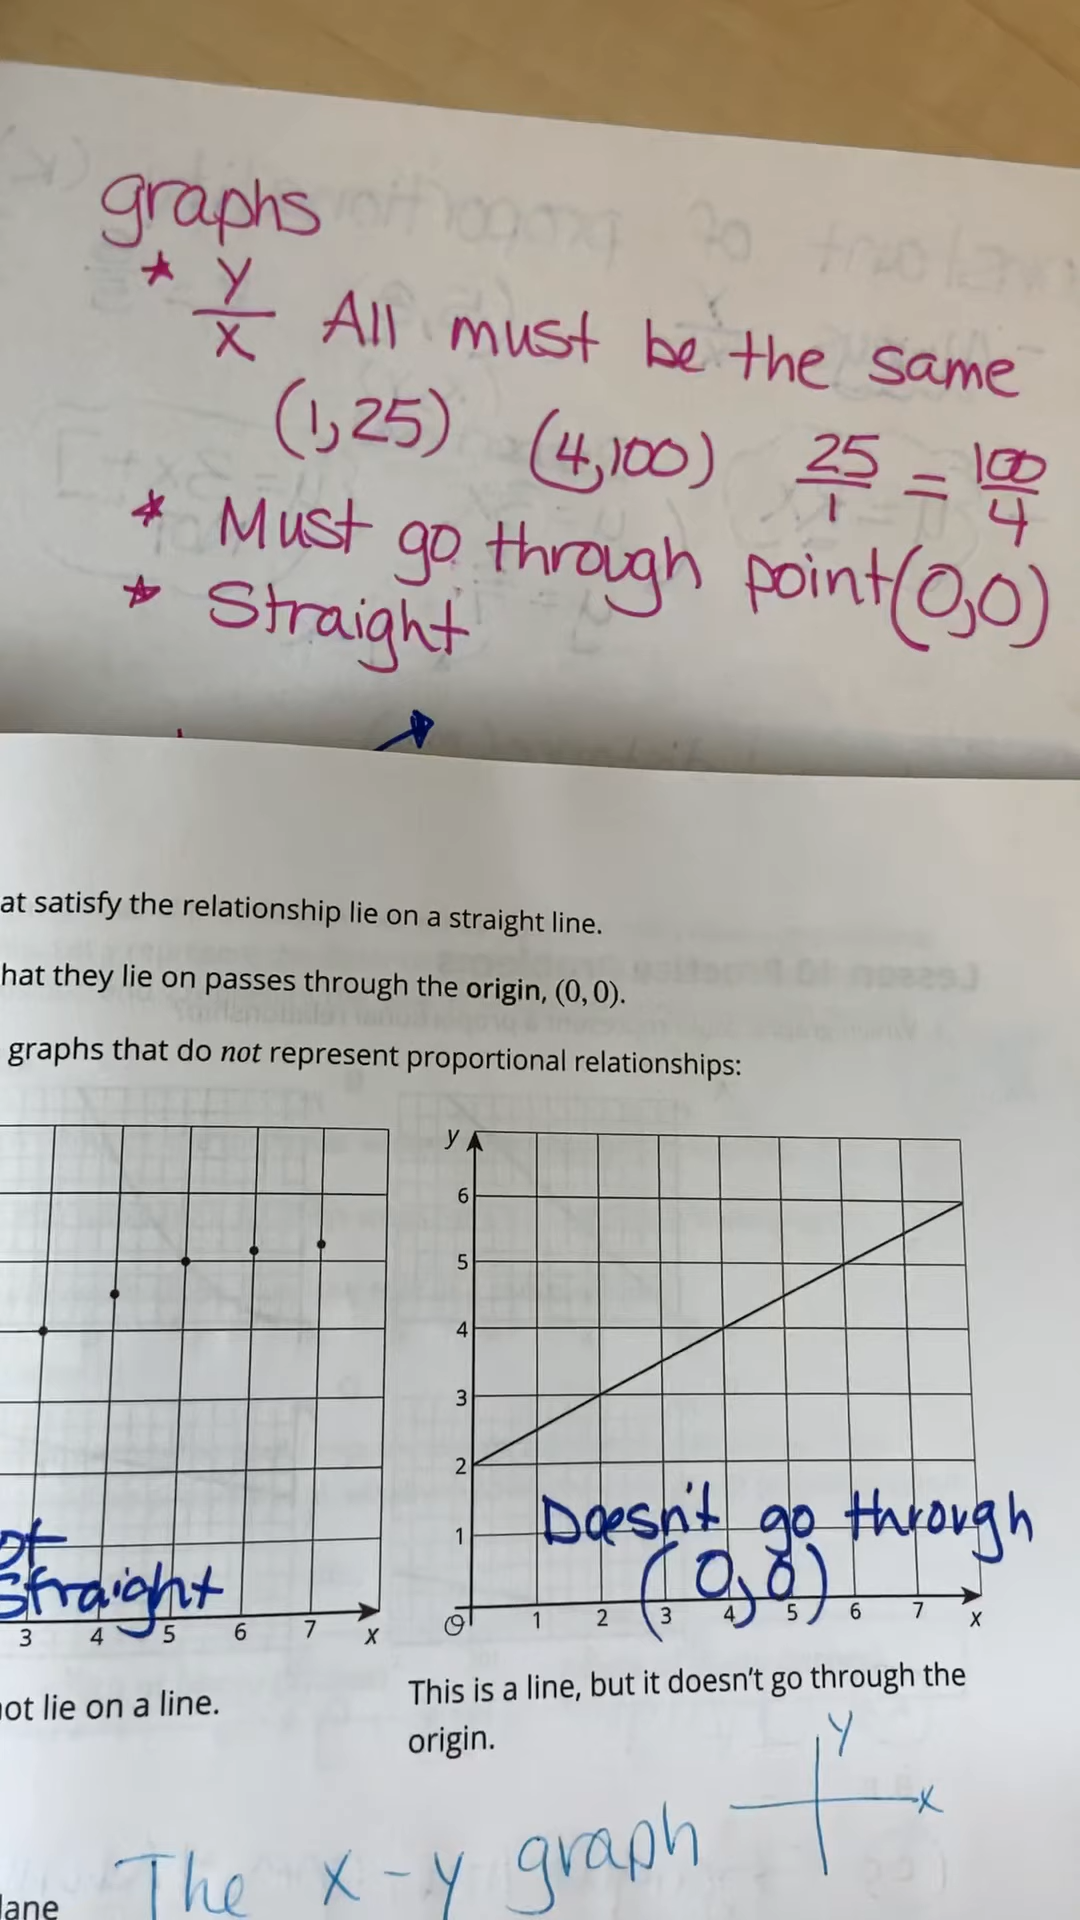 graphs
* y/x All must be the same
(1,25) (4,100) 25/1 = 100/4
* Must go through point (0,0)
* Straight
at satisfy the relationship lie on a straight line.
hat they lie on passes through the origin, (0, 0).
graphs that do not represent proportional relationships:
y
6
5
4
3
2
1
Doesn't go through
(0,0)
ot
Straight
3 4 5 6 7 x
O 1 2 3 4 5 6 7 x
ot lie on a line.
This is a line, but it doesn't go through the
origin.
y
x
The x-y graph
lane